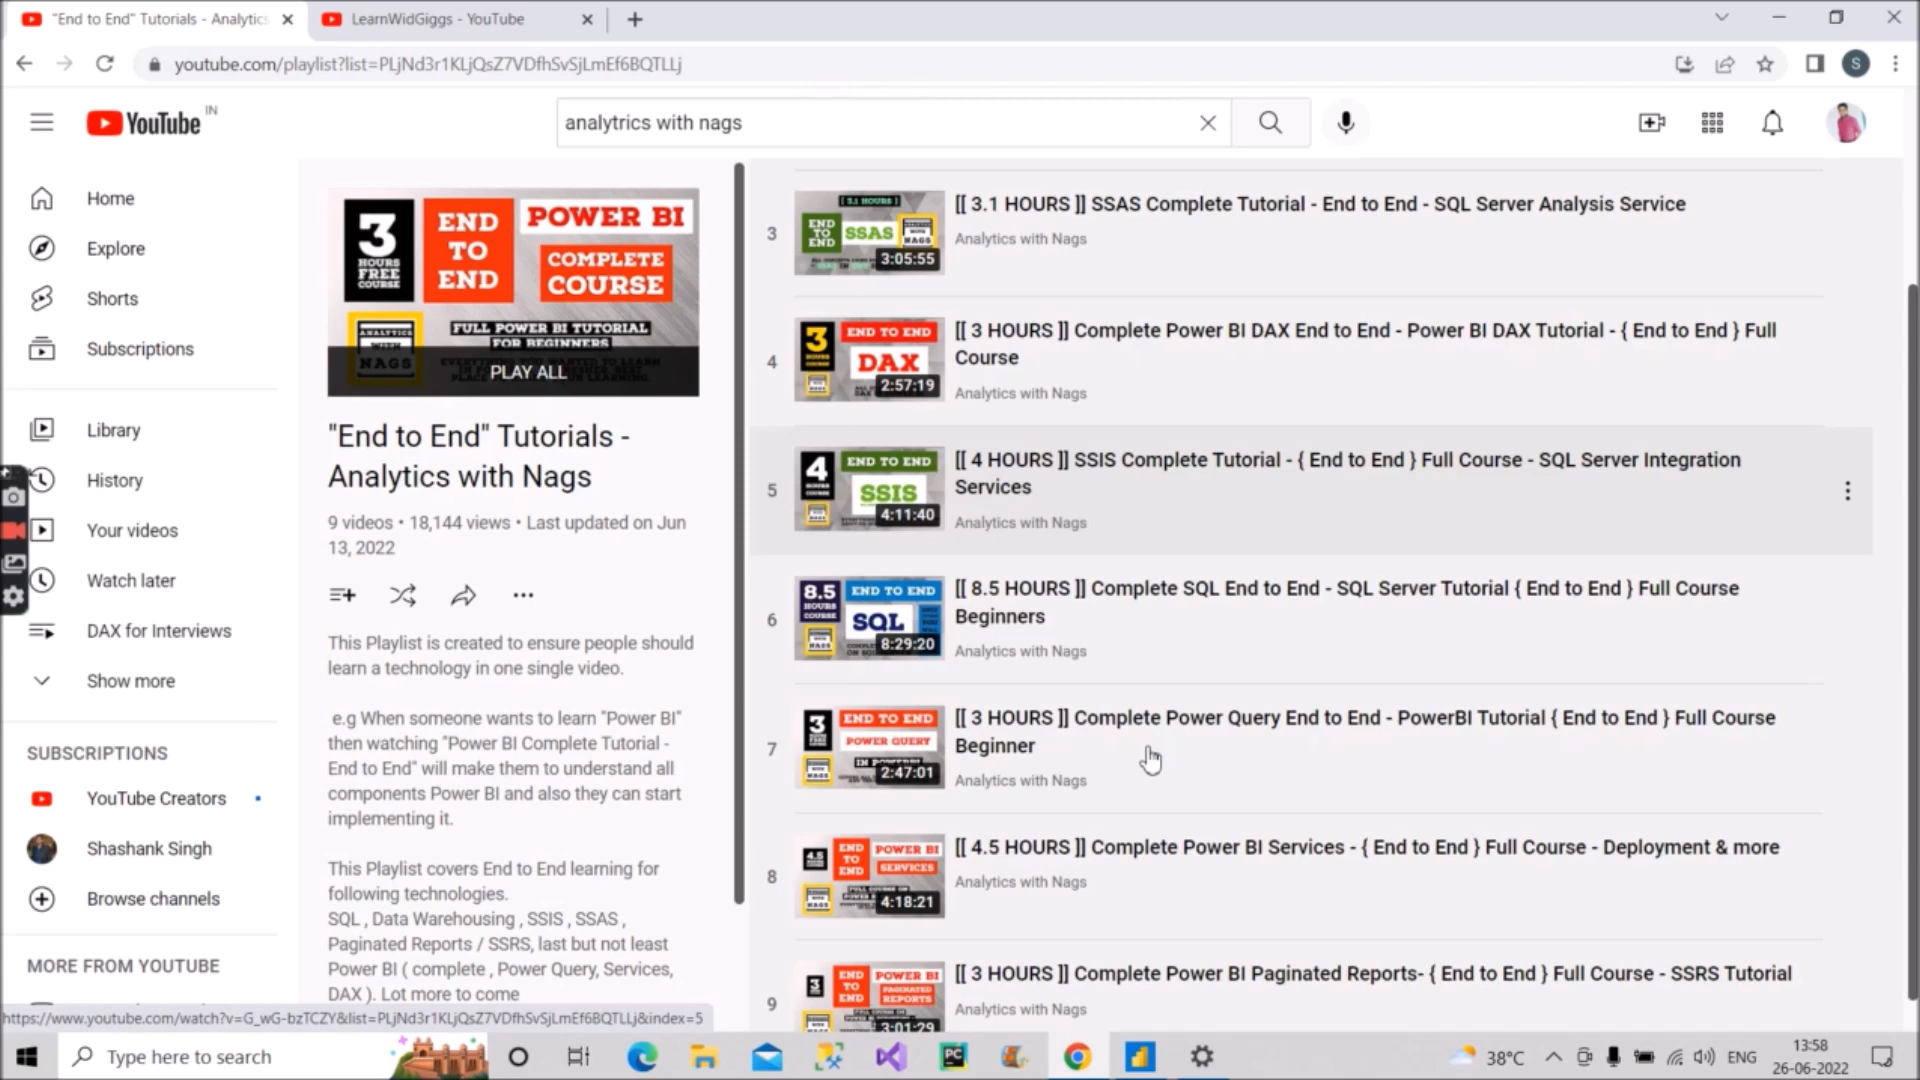 "End to End" Tutorials - Analytics
LearnWidGiggs - YouTube
youtube.com/playlist?list=PLjNd3r1KLjQsZ7VDfhSvSjLmEf6BQTLLj
S
YouTube IN
analytrics with nags
Home
Explore
Shorts
Subscriptions
Library
History
Your videos
Watch later
DAX for Interviews
Show more
SUBSCRIPTIONS
YouTube Creators
Shashank Singh
Browse channels
MORE FROM YOUTUBE
3
HOURS
FREE
COURSE
END
TO
END
POWER BI
COMPLETE
COURSE
ANALYTICS
WITH
NAGS
FULL POWER BI TUTORIAL
FOR BEGINNERS
PLAY ALL
"End to End" Tutorials -
Analytics with Nags
9 videos • 18,144 views • Last updated on Jun
13, 2022
This Playlist is created to ensure people should
learn a technology in one single video.
e.g When someone wants to learn "Power BI"
then watching "Power BI Complete Tutorial -
End to End" will make them to understand all
components Power BI and also they can start
implementing it.
This Playlist covers End to End learning for
following technologies.
SQL , Data Warehousing , SSIS , SSAS ,
Paginated Reports / SSRS, last but not least
Power BI ( complete , Power Query, Services,
DAX ). Lot more to come
3
[ 3.1 HOURS ]
END
TO
END
SSAS
3:05:55
[[ 3.1 HOURS ]] SSAS Complete Tutorial - End to End - SQL Server Analysis Service
Analytics with Nags
4
3
END TO END
DAX
2:57:19
[[ 3 HOURS ]] Complete Power BI DAX End to End - Power BI DAX Tutorial - { End to End } Full
Course
Analytics with Nags
5
4
END TO END
SSIS
4:11:40
[[ 4 HOURS ]] SSIS Complete Tutorial - { End to End } Full Course - SQL Server Integration
Services
Analytics with Nags
6
8.5
HOURS
COURSE
END TO END
SQL
8:29:20
[[ 8.5 HOURS ]] Complete SQL End to End - SQL Server Tutorial { End to End } Full Course
Beginners
Analytics with Nags
7
3
END TO END
POWER QUERY
2:47:01
[[ 3 HOURS ]] Complete Power Query End to End - PowerBI Tutorial { End to End } Full Course
Beginner
Analytics with Nags
8
4.5
END
TO
END
POWER BI
SERVICES
4:18:21
[[ 4.5 HOURS ]] Complete Power BI Services - { End to End } Full Course - Deployment & more
Analytics with Nags
9
3
END
TO
END
POWER BI
PAGINATED
REPORTS
3:01:29
[[ 3 HOURS ]] Complete Power BI Paginated Reports- { End to End } Full Course - SSRS Tutorial
Analytics with Nags
https://www.youtube.com/watch?v=G_wG-bzTCZY&list=PLjNd3r1KLjQsZ7VDfhSvSjLmEf6BQTLLj&index=5
Type here to search
PC
38°C
ENG
13:58
26-06-2022